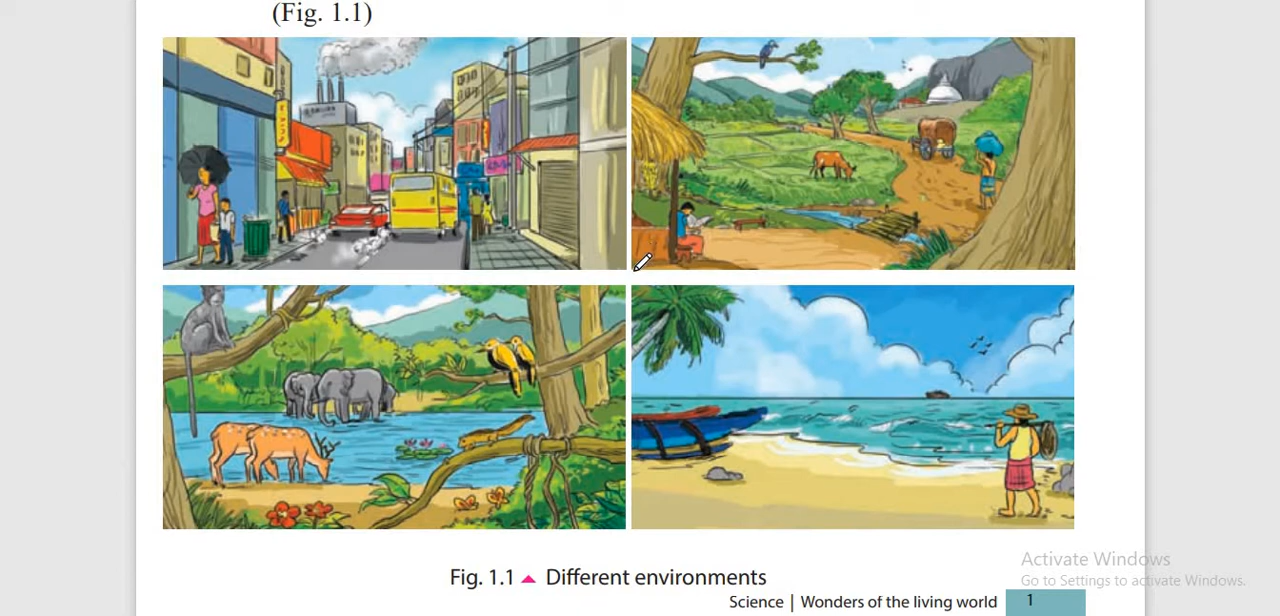 (Fig. 1.1)
Fig. 1.1 ▲ Different environments
Activate Windows
Go to Settings to activate Windows.
Science | Wonders of the living world 1